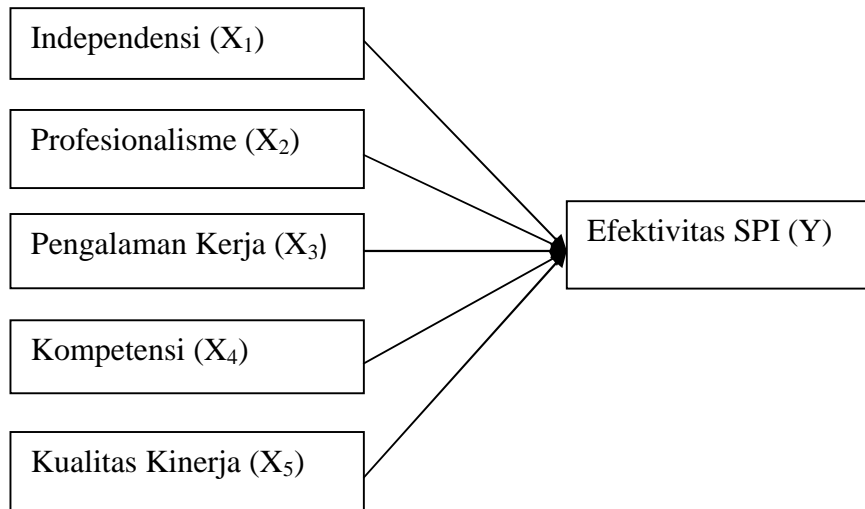 Independensi (X₁)
Profesionalisme (X₂)
Pengalaman Kerja (X₃)
Efektivitas SPI (Y)
Kompetensi (X₄)
Kualitas Kinerja (X₅)